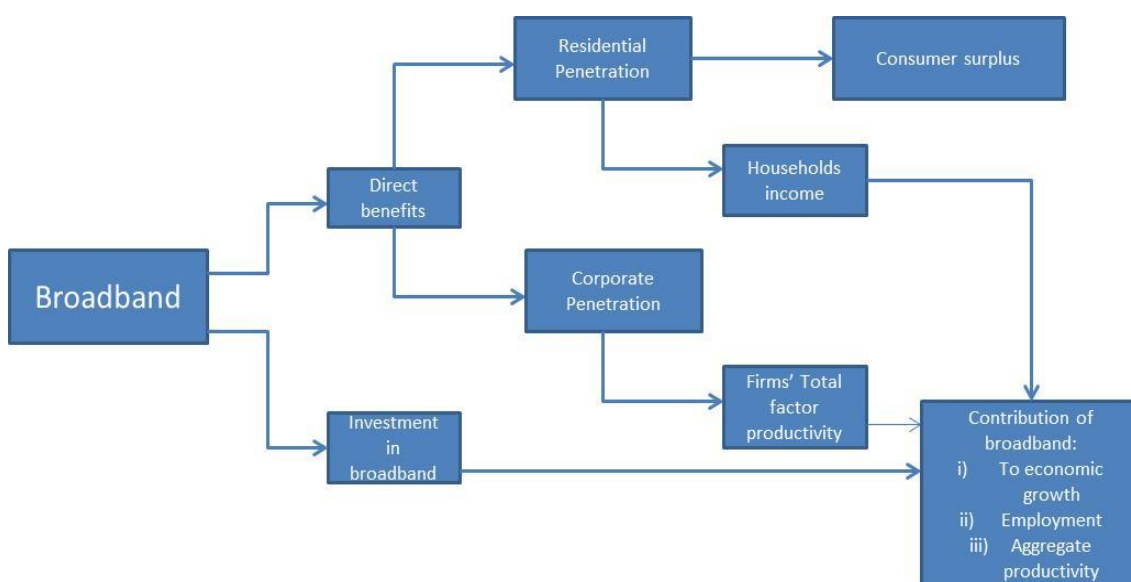 Residential
Penetration
Consumer surplus
Direct
benefits
Households
income
Broadband
Corporate
Penetration
Firms’ Total
factor
productivity
Investment
in
broadband
Contribution of
broadband:
i) To economic
growth
ii) Employment
iii) Aggregate
productivity